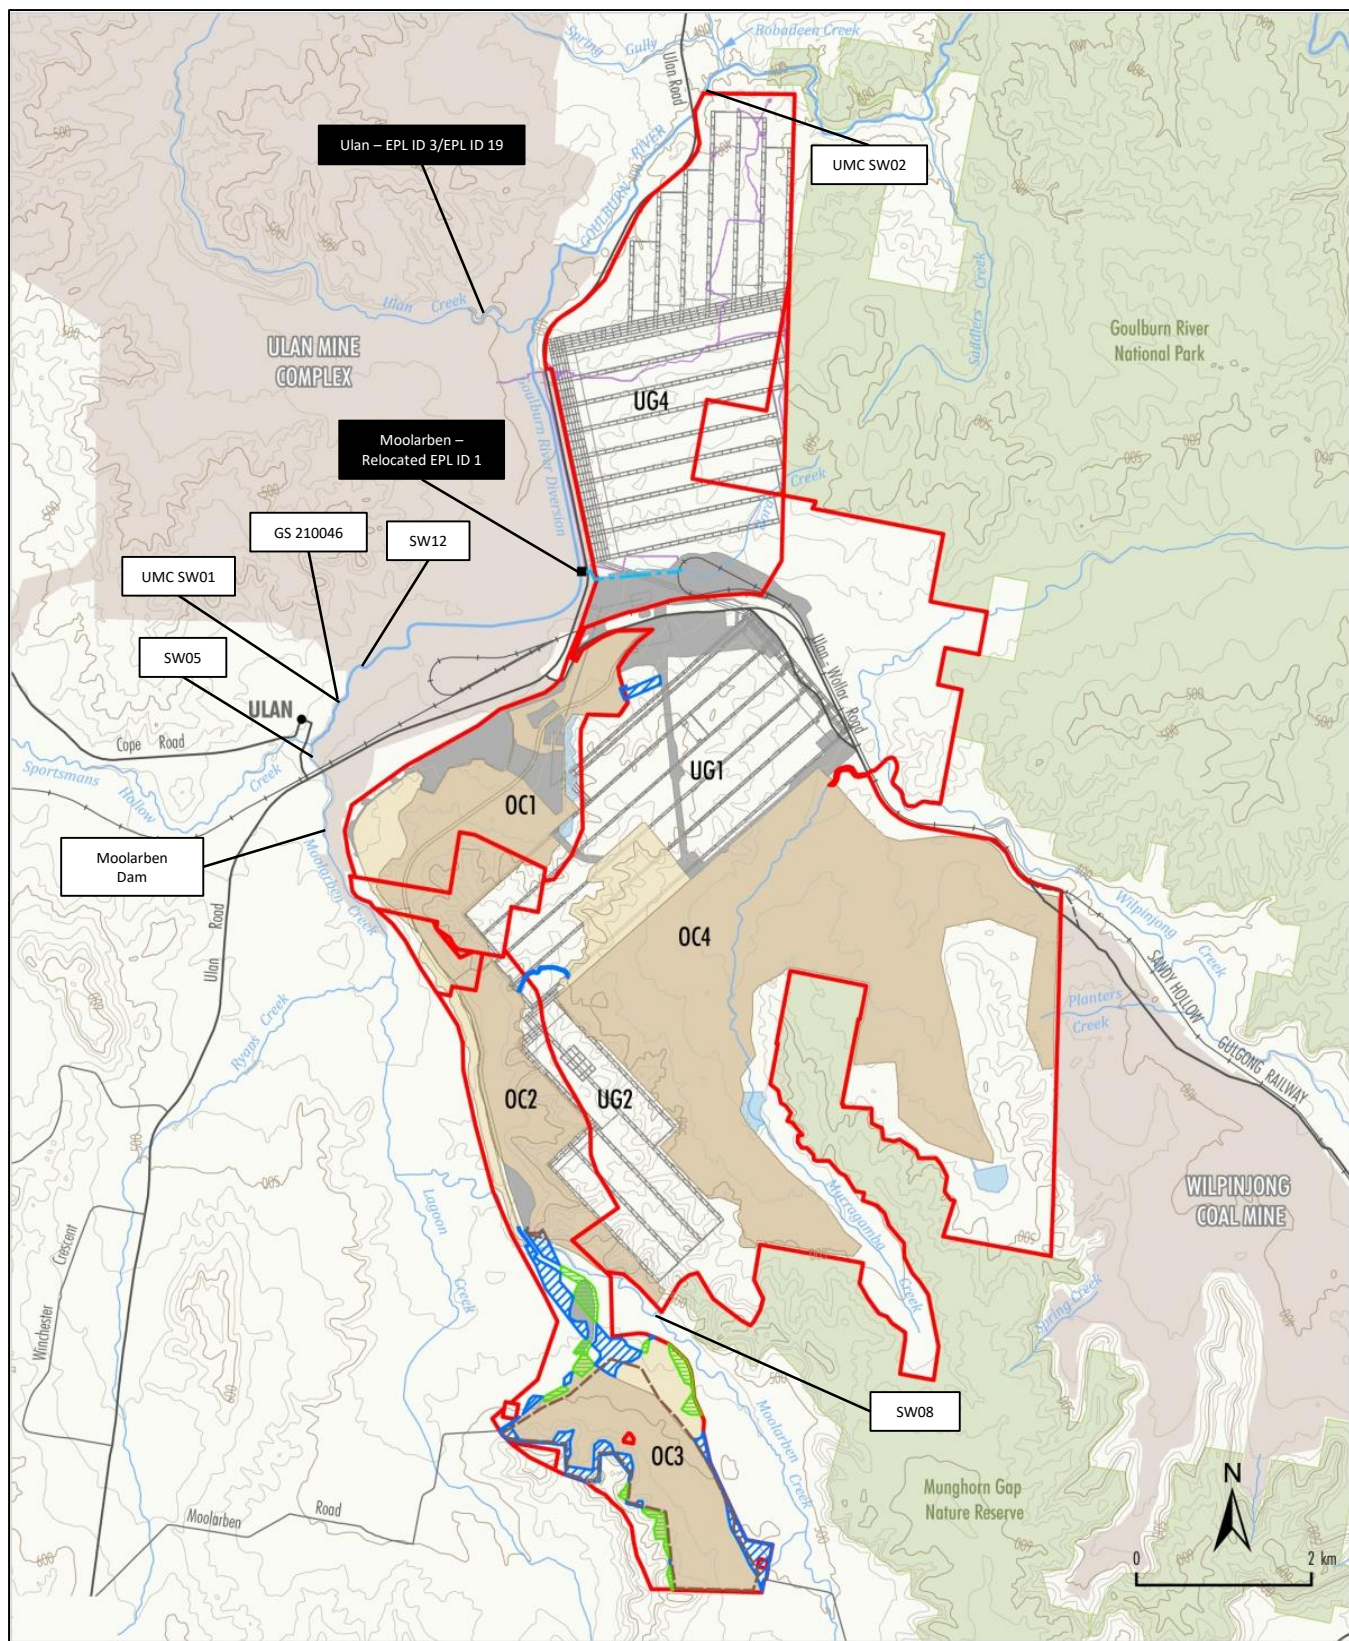 Spring
Gully
Ulan Road
Bobadeen Creek
400
Ulan – EPL ID 3/EPL ID 19
UMC SW02
GOULBURN RIVER
500
Ulan Creek
Saddlers Creek
ULAN MINE
COMPLEX
Goulburn River
National Park
UG4
Goulburn River Diversion
Moolarben –
Relocated EPL ID 1
Creek
GS 210046
SW12
UMC SW01
SW05
Ulan - Wollar Road
ULAN
Cope Road
Sportsmans
Hollow
Creek
UG1
OC1
Moolarben
Dam
Moolarben Creek
Ulan Road
OC4
Wilpinjong
Creek
SANDY HOLLOW
GULGONG RAILWAY
Planters
Creek
Ryans Creek
OC2
UG2
Murragamba
Creek
WILPINJONG
COAL MINE
Lagoon
Creek
Winchester
Crescent
Spring Creek
SW08
Moolarben
Creek
OC3
Munghorn Gap
Nature Reserve
Moolarben
Road
N
0
2 km
600